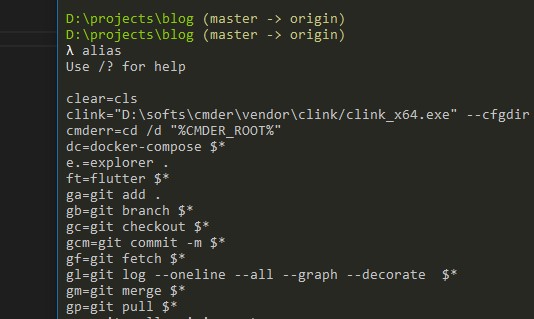 D:\projects\blog (master -> origin)
D:\projects\blog (master -> origin)
λ alias
Use /? for help
clear=cls
clink="D:\softs\cmder\vendor\clink/clink_x64.exe" --cfgdir
cmderr=cd /d "%CMDER_ROOT%"
dc=docker-compose $*
e.=explorer .
ft=flutter $*
ga=git add .
gb=git branch $*
gc=git checkout $*
gcm=git commit -m $*
gf=git fetch $*
gl=git log --oneline --all --graph --decorate  $*
gm=git merge $*
gp=git pull $*